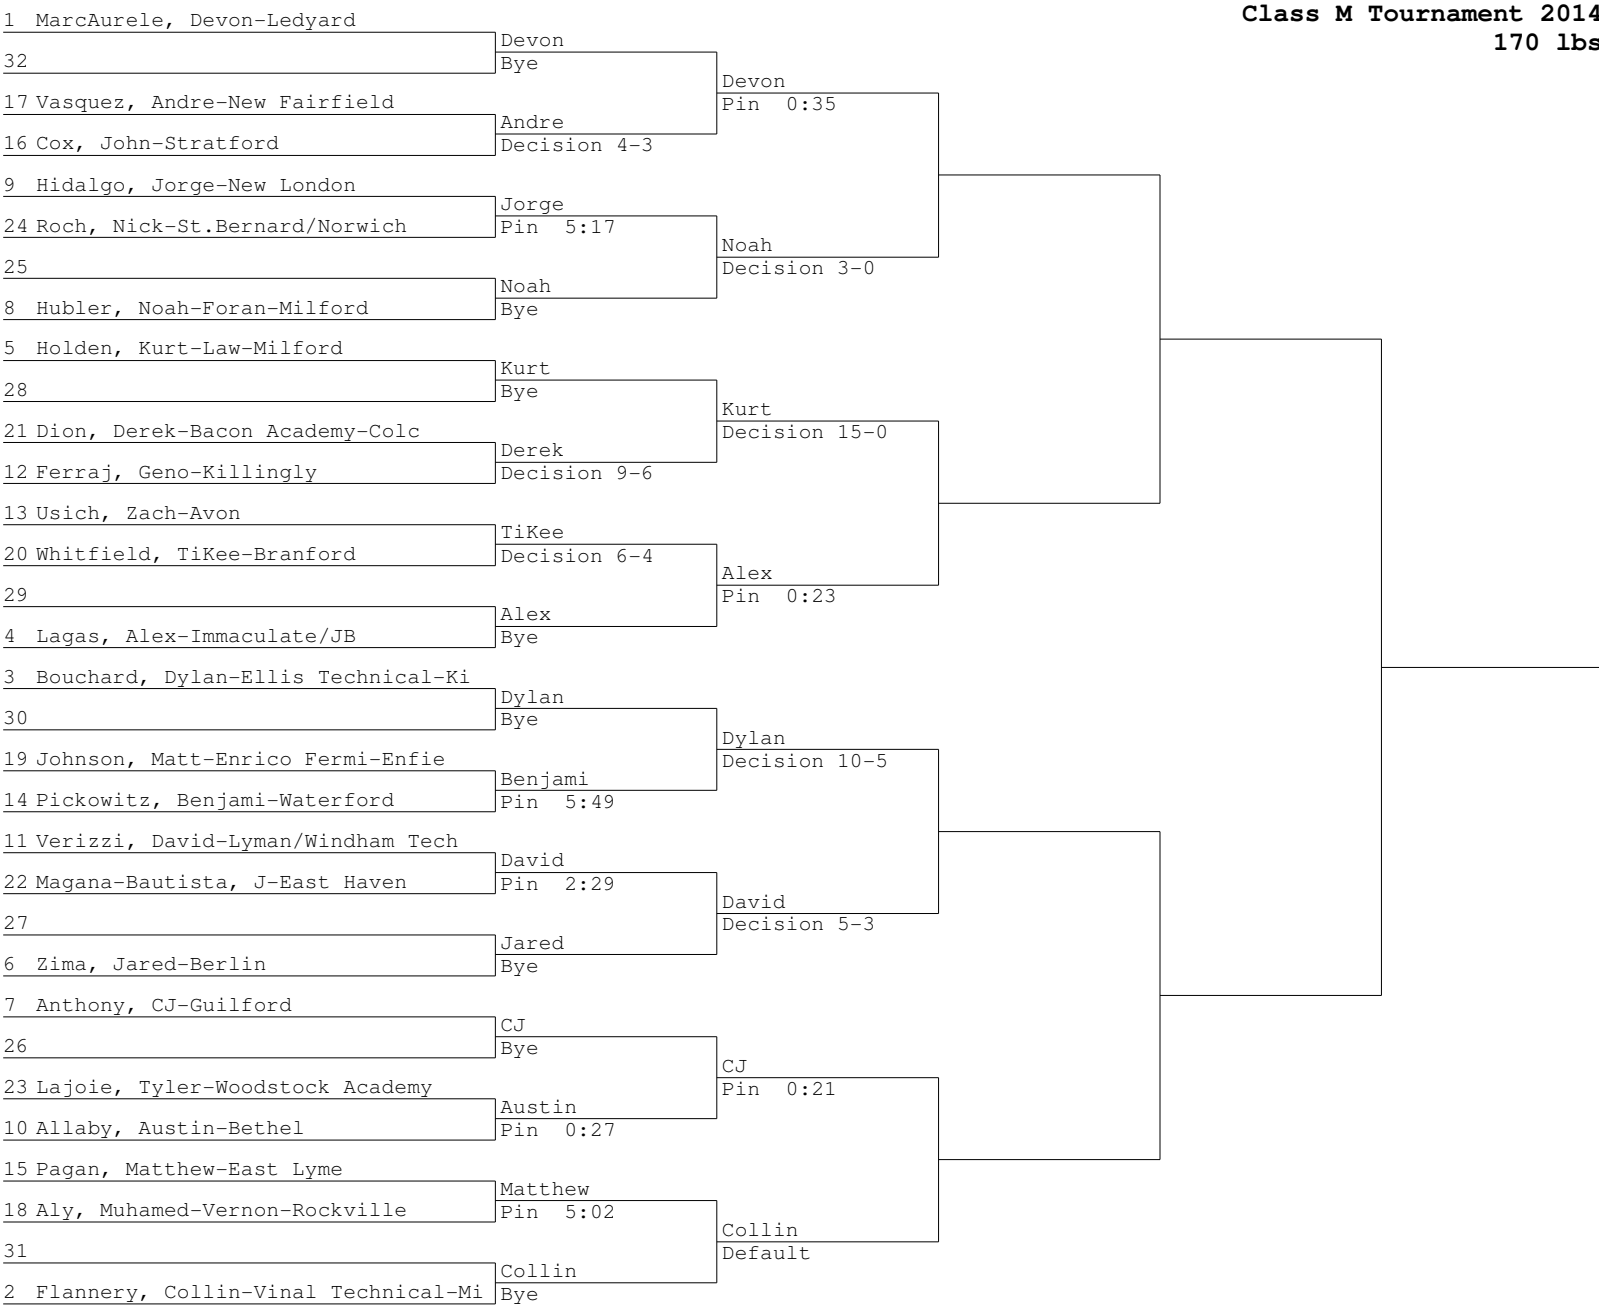 Class M Tournament 2014
170 lbs
1 MarcAurele, Devon-Ledyard
Devon
32
Bye
Devon
17 Vasquez, Andre-New Fairfield
Pin 0:35
Andre
16 Cox, John-Stratford
Decision 4-3
9 Hidalgo, Jorge-New London
Jorge
24 Roch, Nick-St.Bernard/Norwich
Pin 5:17
Noah
25
Decision 3-0
Noah
8 Hubler, Noah-Foran-Milford
Bye
5 Holden, Kurt-Law-Milford
Kurt
28
Bye
Kurt
21 Dion, Derek-Bacon Academy-Colc
Decision 15-0
Derek
12 Ferraj, Geno-Killingly
Decision 9-6
13 Usich, Zach-Avon
TiKee
20 Whitfield, TiKee-Branford
Decision 6-4
Alex
29
Pin 0:23
Alex
4 Lagas, Alex-Immaculate/JB
Bye
3 Bouchard, Dylan-Ellis Technical-Ki
Dylan
30
Bye
Dylan
19 Johnson, Matt-Enrico Fermi-Enfie
Decision 10-5
Benjami
14 Pickowitz, Benjami-Waterford
Pin 5:49
11 Verizzi, David-Lyman/Windham Tech
David
22 Magana-Bautista, J-East Haven
Pin 2:29
David
27
Decision 5-3
Jared
6 Zima, Jared-Berlin
Bye
7 Anthony, CJ-Guilford
CJ
26
Bye
CJ
23 Lajoie, Tyler-Woodstock Academy
Pin 0:21
Austin
10 Allaby, Austin-Bethel
Pin 0:27
15 Pagan, Matthew-East Lyme
Matthew
18 Aly, Muhamed-Vernon-Rockville
Pin 5:02
Collin
31
Default
Collin
2 Flannery, Collin-Vinal Technical-Mi
Bye